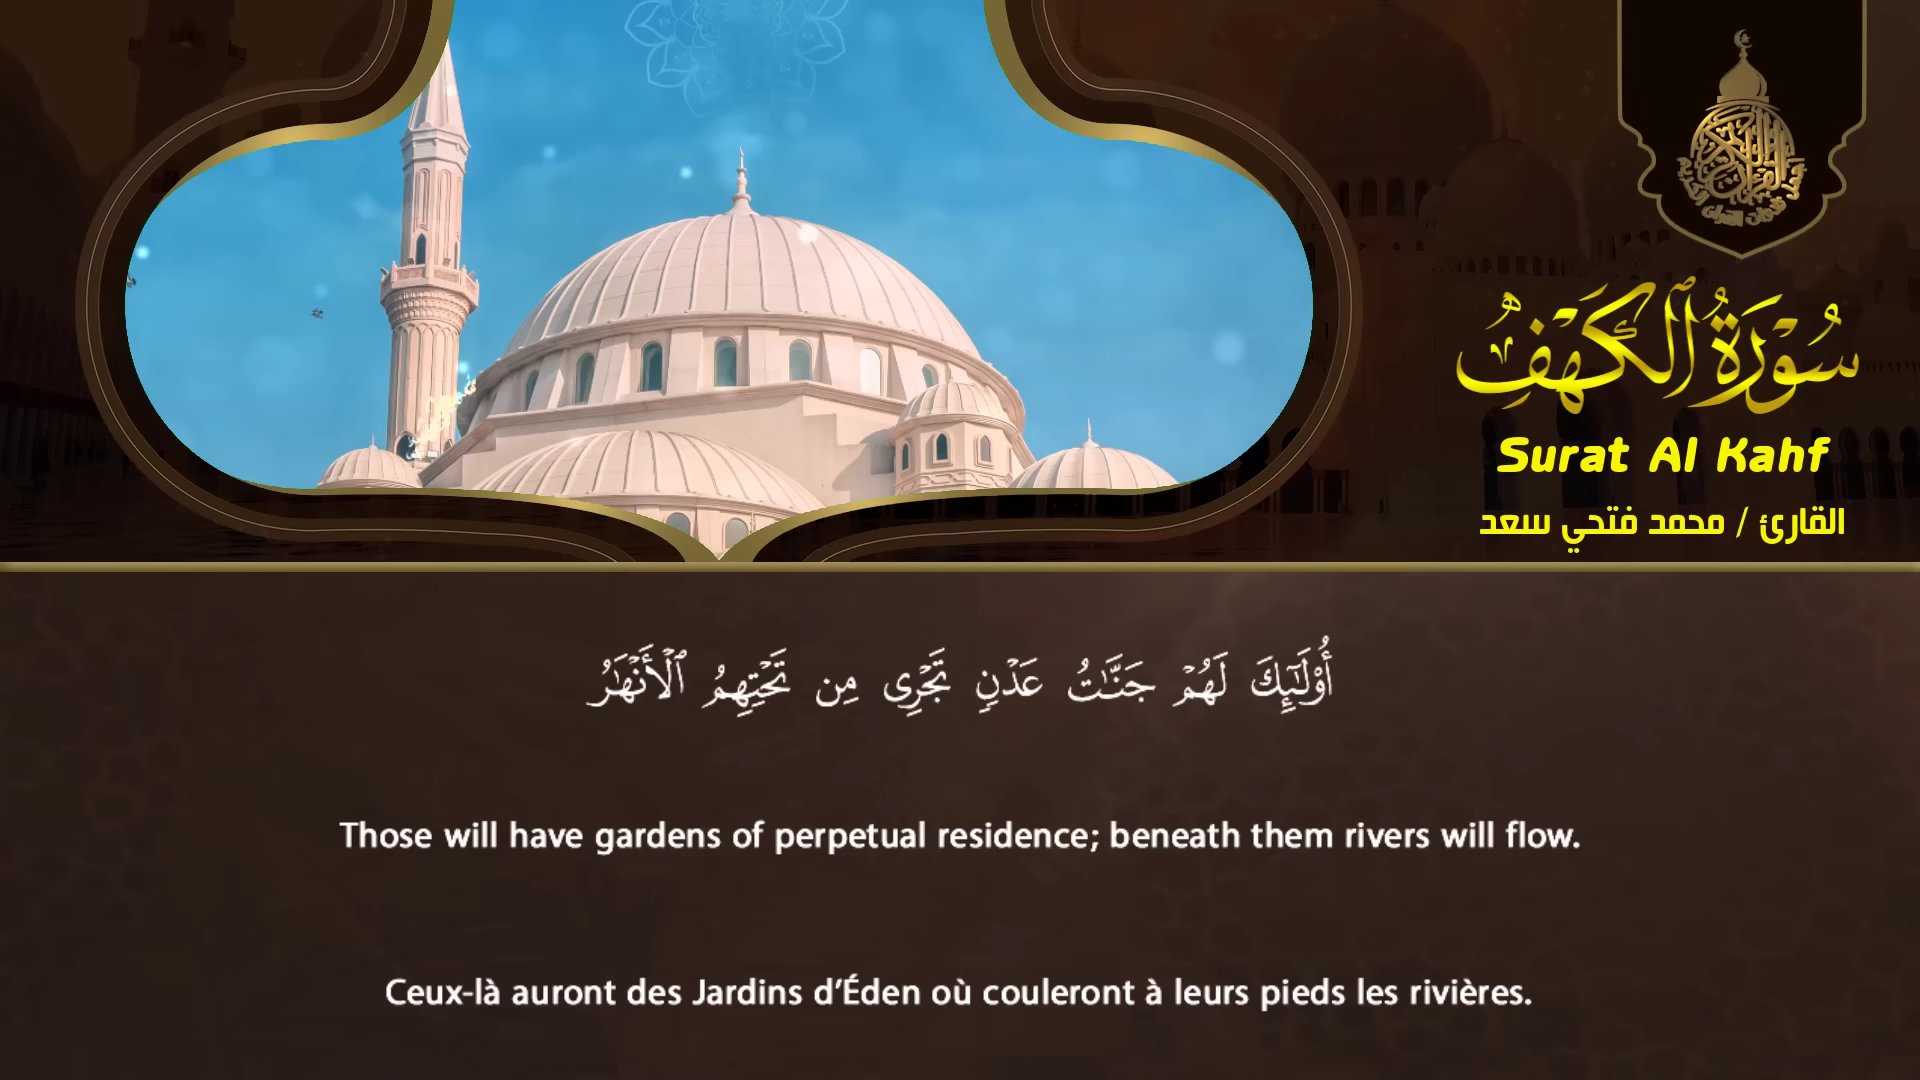 سُورَةُ ٱلْكَهْفِ
Surat Al Kahf
القارئ / محمد فتحي سعد
أُو۟لَـٰٓئِكَ لَهُمْ جَنَّـٰتُ عَدْنٍ تَجْرِى مِن تَحْتِهِمُ ٱلْأَنْهَـٰرُ
Those will have gardens of perpetual residence; beneath them rivers will flow.
Ceux-là auront des Jardins d’Éden où couleront à leurs pieds les rivières.